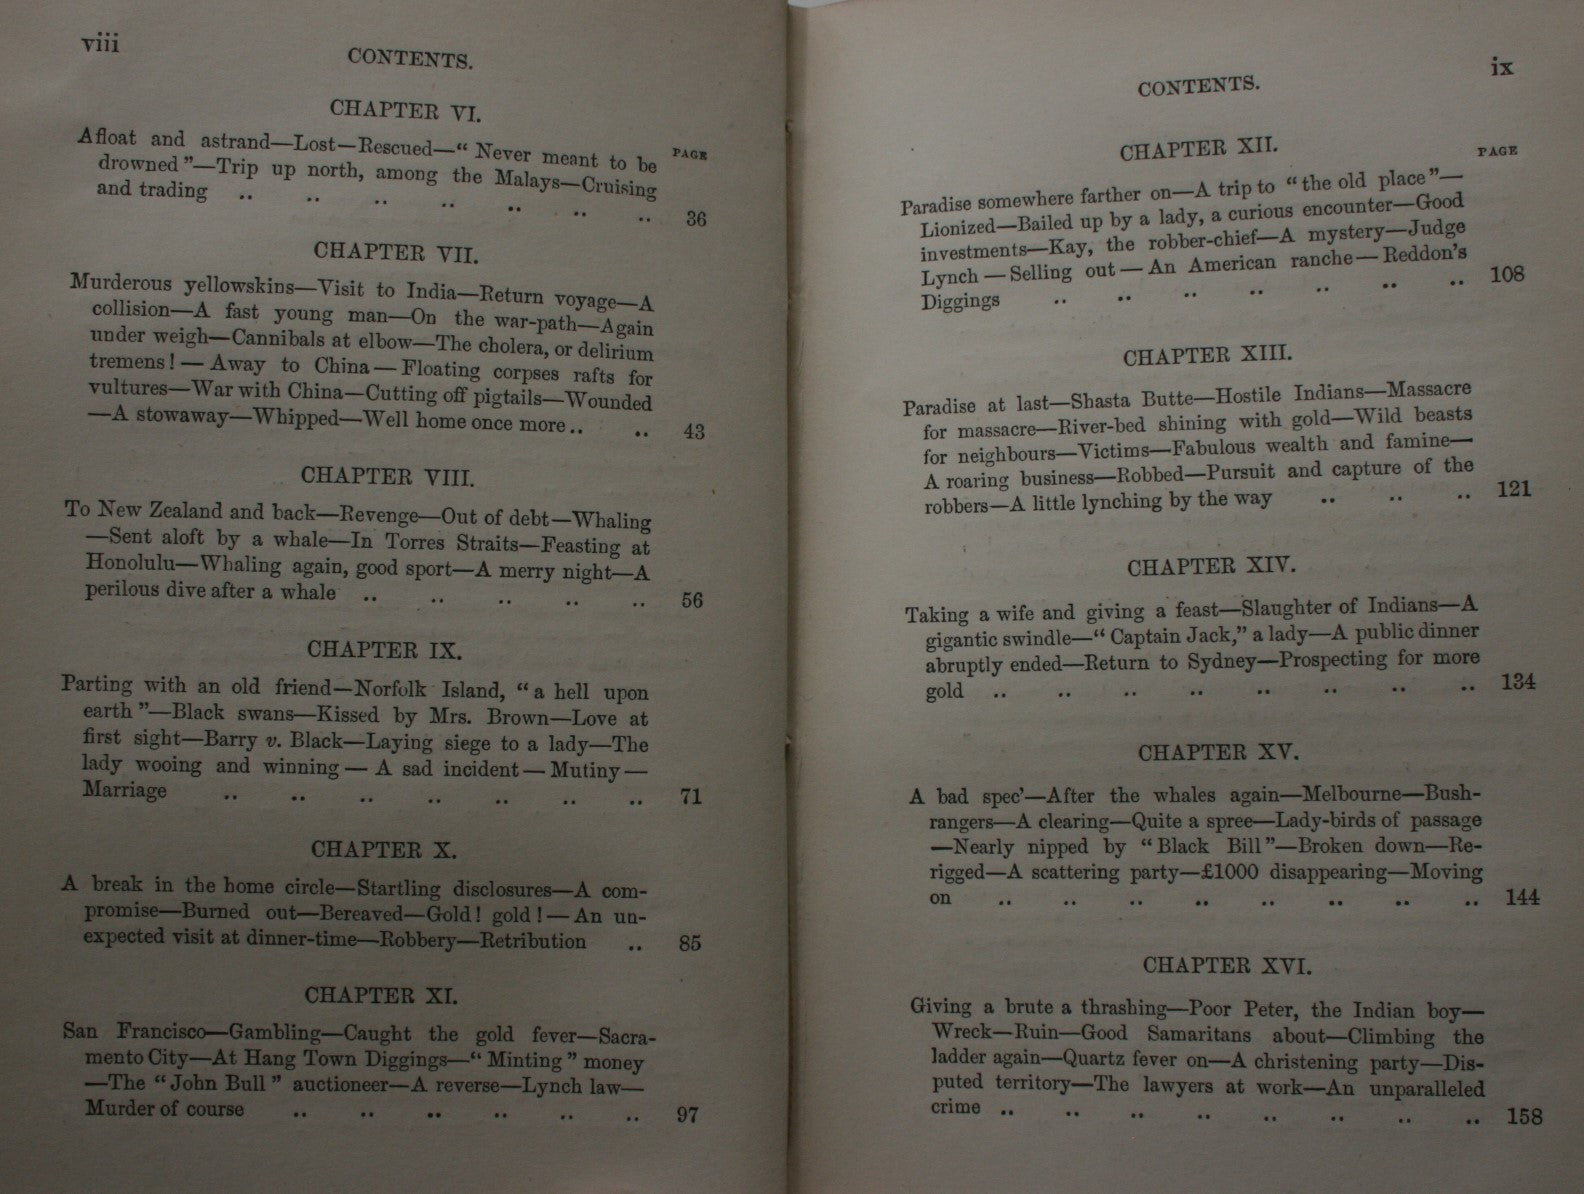 viii
CONTENTS.
CHAPTER VI.
PAGE
Afloat and astrand—Lost—Rescued—“ Never meant to be
drowned ”—Trip up north, among the Malays—Cruising
and trading .. .. .. .. .. .. .. 36
CHAPTER VII.
Murderous yellowskins—Visit to India—Return voyage—A
collision—A fast young man—On the war-path—Again
under weigh—Cannibals at elbow—The cholera, or delirium
tremens! — Away to China — Floating corpses rafts for
vultures—War with China—Cutting off pigtails—Wounded
—A stowaway—Whipped—Well home once more .. .. 43
CHAPTER VIII.
To New Zealand and back—Revenge—Out of debt—Whaling
—Sent aloft by a whale—In Torres Straits—Feasting at
Honolulu—Whaling again, good sport—A merry night—A
perilous dive after a whale .. .. .. .. .. 56
CHAPTER IX.
Parting with an old friend—Norfolk Island, “ a hell upon
earth ”—Black swans—Kissed by Mrs. Brown—Love at
first sight—Barry v. Black—Laying siege to a lady—The
lady wooing and winning — A sad incident — Mutiny —
Marriage .. .. .. .. .. .. .. 71
CHAPTER X.
A break in the home circle—Startling disclosures—A com-
promise—Burned out—Bereaved—Gold! gold! — An un-
expected visit at dinner-time—Robbery—Retribution .. 85
CHAPTER XI.
San Francisco—Gambling—Caught the gold fever—Sacra-
mento City—At Hang Town Diggings—“ Minting ” money
—The “ John Bull ” auctioneer—A reverse—Lynch law—
Murder of course .. .. .. .. .. .. 97
ix
CONTENTS.
CHAPTER XII.
PAGE
Paradise somewhere farther on—A trip to “ the old place ”—
Lionized—Bailed up by a lady, a curious encounter—Good
investments—Kay, the robber-chief—A mystery—Judge
Lynch — Selling out — An American ranche — Reddon’s
Diggings .. .. .. .. .. .. .. 108
CHAPTER XIII.
Paradise at last—Shasta Butte—Hostile Indians—Massacre
for massacre—River-bed shining with gold—Wild beasts
for neighbours—Victims—Fabulous wealth and famine—
A roaring business—Robbed—Pursuit and capture of the
robbers—A little lynching by the way .. .. .. 121
CHAPTER XIV.
Taking a wife and giving a feast—Slaughter of Indians—A
gigantic swindle—“ Captain Jack,” a lady—A public dinner
abruptly ended—Return to Sydney—Prospecting for more
gold .. .. .. .. .. .. .. .. 134
CHAPTER XV.
A bad spec’—After the whales again—Melbourne—Bush-
rangers—A clearing—Quite a spree—Lady-birds of passage
—Nearly nipped by “ Black Bill ”—Broken down—Re-
rigged—A scattering party—£1000 disappearing—Moving
on .. .. .. .. .. .. .. .. 144
CHAPTER XVI.
Giving a brute a thrashing—Poor Peter, the Indian boy—
Wreck—Ruin—Good Samaritans about—Climbing the
ladder again—Quartz fever on—A christening party—Dis-
puted territory—The lawyers at work—An unparalleled
crime .. .. .. .. .. .. .. .. 158